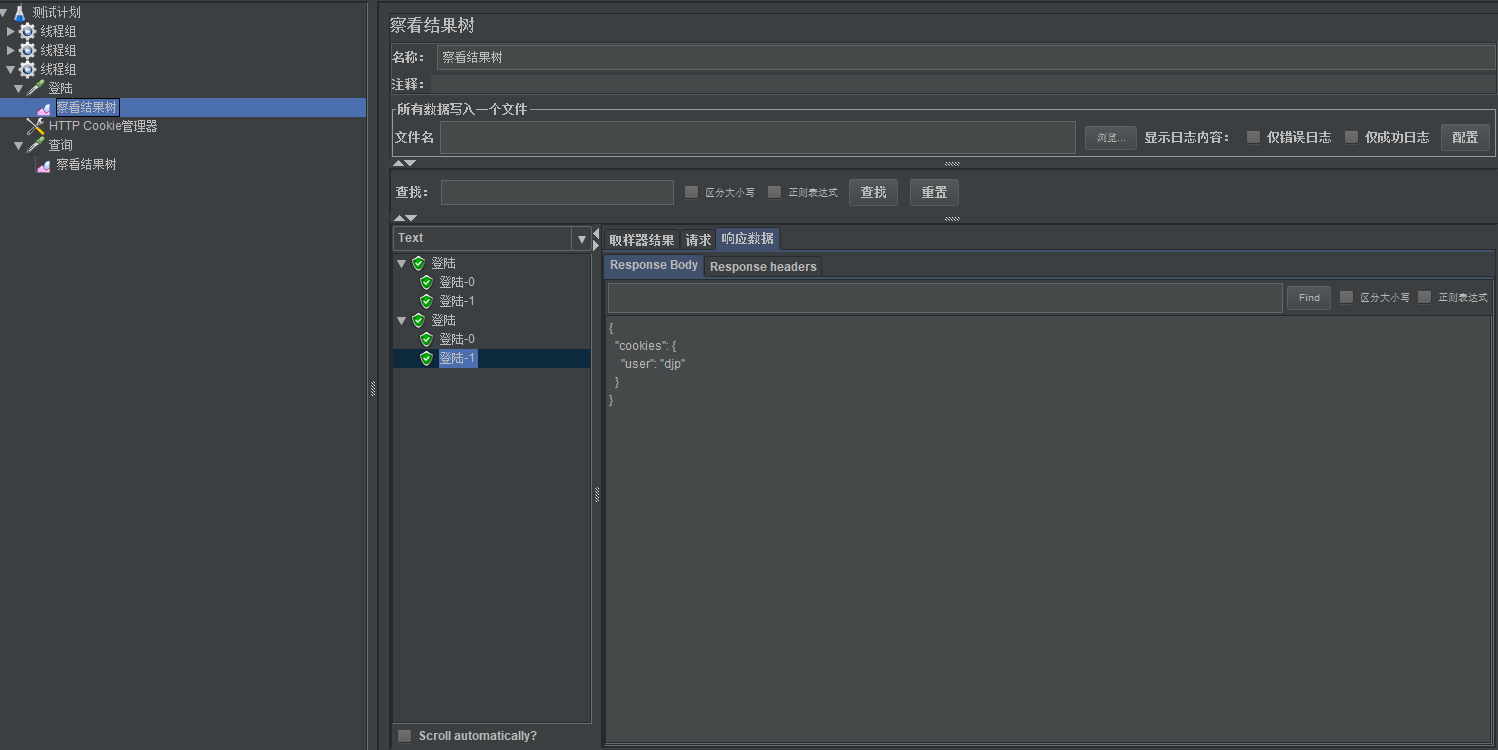 测试计划
线程组
线程组
线程组
登陆
察看结果树
HTTP Cookie管理器
查询
察看结果树
察看结果树
名称： 察看结果树
注释：
所有数据写入一个文件
文件名 浏览... 显示日志内容： 仅错误日志 仅成功日志 配置
查找： 区分大小写 正则表达式 查找 重置
Text
登陆
登陆-0
登陆-1
登陆
登陆-0
登陆-1
Scroll automatically?
取样器结果 请求 响应数据
Response Body Response headers
Find 区分大小写 正则表达式
{
"cookies": {
"user": "djp"
}
}